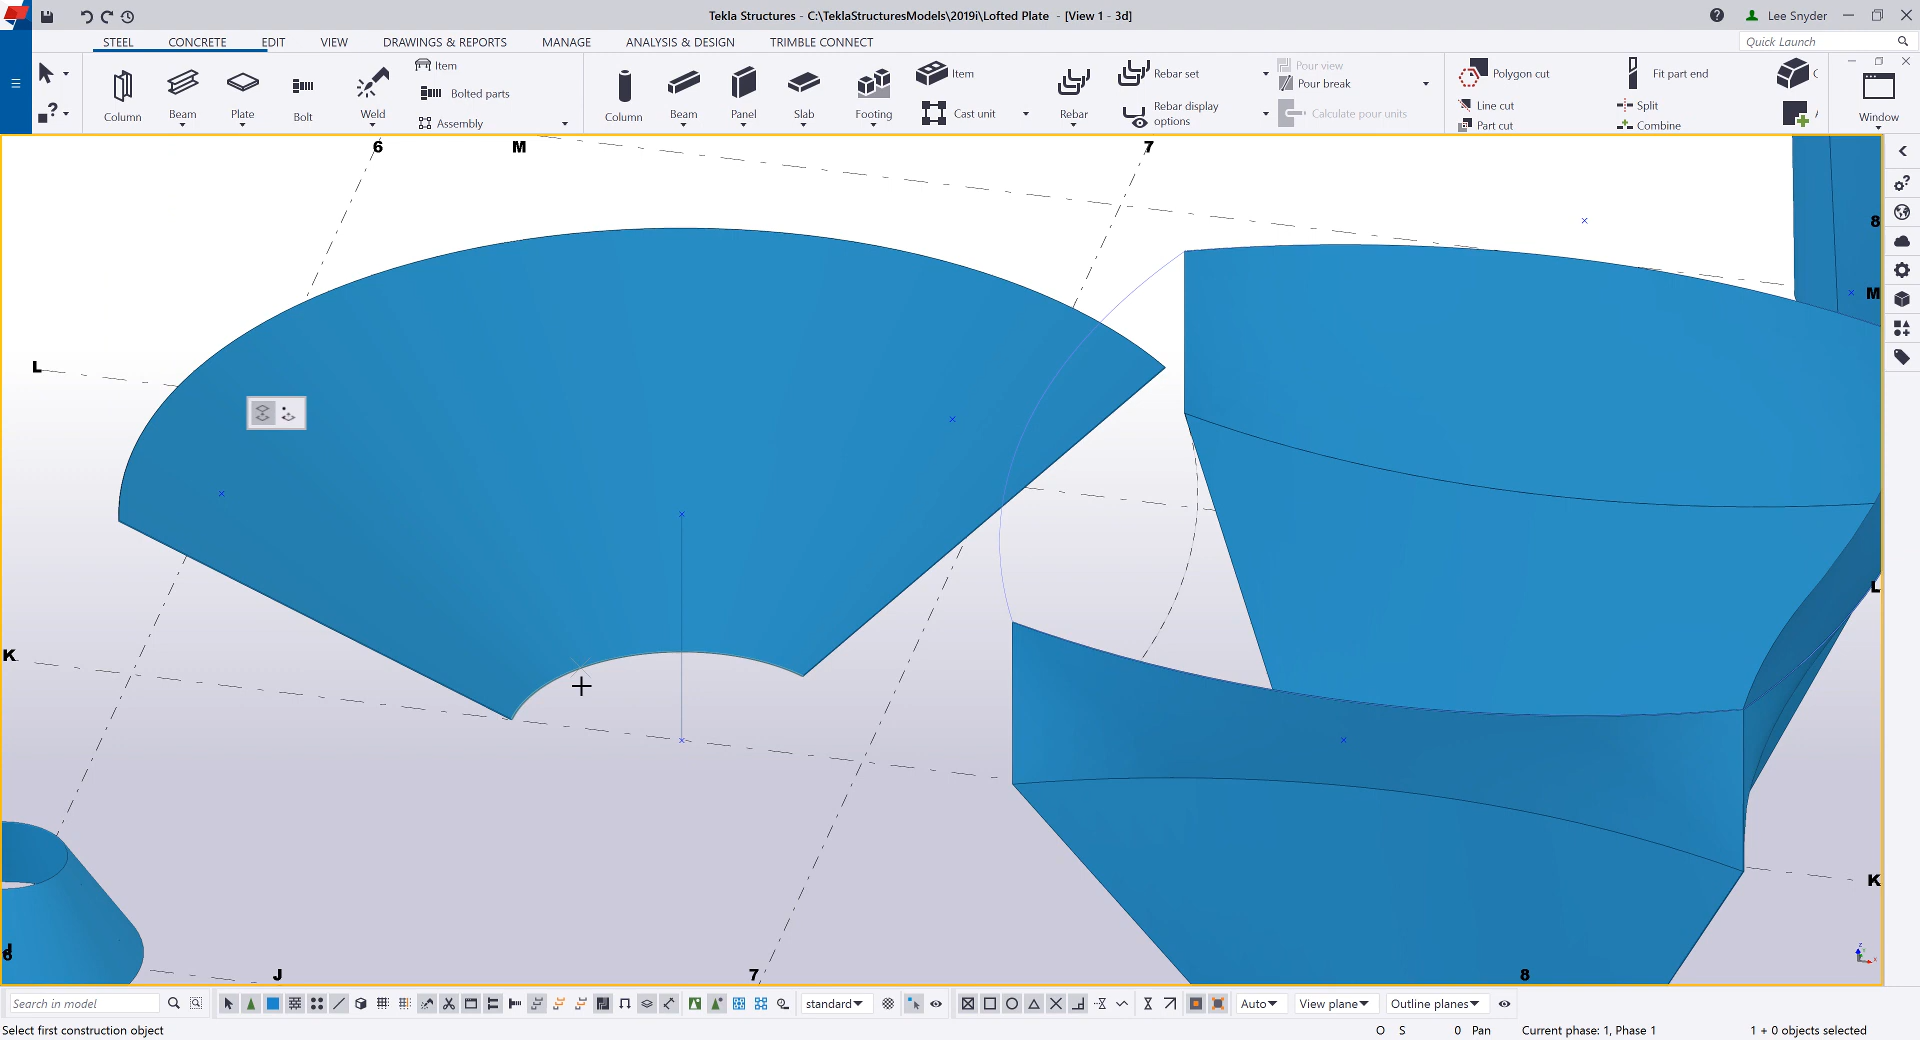 Tekla Structures - C:\TeklaStructuresModels\2019i\Lofted Plate - [View 1 - 3d]
Lee Snyder
STEEL CONCRETE EDIT VIEW DRAWINGS & REPORTS MANAGE ANALYSIS & DESIGN TRIMBLE CONNECT
Quick Launch
Column
Beam
Plate
Bolt
Weld
Item
Bolted parts
Assembly
Column
Beam
Panel
Slab
Footing
Item
Cast unit
Rebar
Rebar set
Rebar display
options
Pour view
Pour break
Calculate pour units
Polygon cut
Line cut
Part cut
Fit part end
Split
Combine
Window
6 M 7
8
M
L
L
K
K
J 7 8
6
Search in model
standard
Auto
View plane
Outline planes
Select first construction object
O S 0 Pan Current phase: 1, Phase 1 1 + 0 objects selected